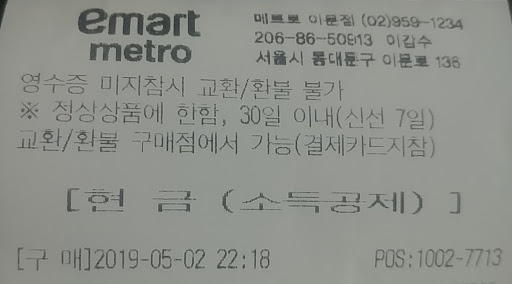 emart
metro
메트로 이문점 (02)959-1234
206-86-50913 이갑수
서울시 동대문구 이문로 136
영수증 미지참시 교환/환불 불가
※ 정상상품에 한함, 30일 이내(신선 7일)
교환/환불 구매점에서 가능(결제카드지참)
[현 금 (소득공제) ]
[구 매]2019-05-02 22:18 POS:1002-7713